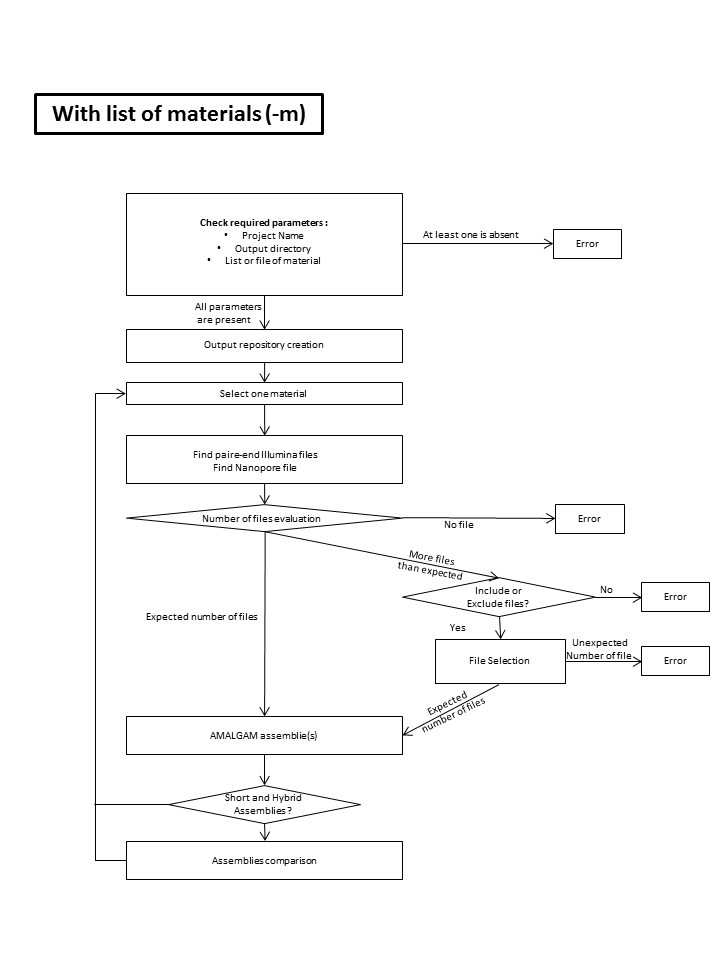 With list of materials (-m)
Check required parameters :
• Project Name
• Output directory
• List or file of material
At least one is absent
Error
All parameters
are present
Output repository creation
Select one material
Find paire-end Illumina files
Find Nanopore file
Number of files evaluation
No file
Error
More files
than expected
Include or
Exclude files?
No
Error
Expected number of files
Yes
File Selection
Unexpected
Number of file
Error
Expected
number of files
AMALGAM assemblie(s)
Short and Hybrid
Assemblies ?
Assemblies comparison